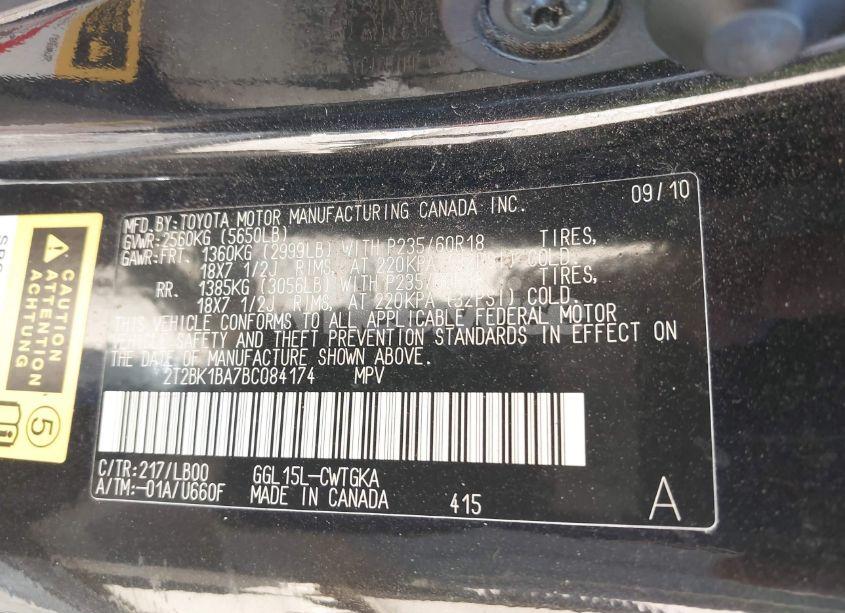 09/10
MFD.BY:TOYOTA MOTOR MANUFACTURING CANADA INC.
GVWR:2560KG (5650LB)
GAWR:FRT. 1360KG (2999LB) WITH P235/60R18 TIRES,
18X7 1/2J RIMS, AT 220KPA (32PSI) COLD.
RR. 1385KG (3056LB) WITH P235/ TIRES,
18X7 1/2J RIMS, AT 220KPA (32PSI) COLD.
THIS VEHICLE CONFORMS TO ALL APPLICABLE FEDERAL MOTOR
VEHICLE SAFETY AND THEFT PREVENTION STANDARDS IN EFFECT ON
THE DATE OF MANUFACTURE SHOWN ABOVE.
2T2BK1BA7BC084174 MPV
C/TR:217/LB00 GGL15L-CWTGKA
A/TM:-01A/U660F MADE IN CANADA 415 A
CAUTION
ATTENTION
ACHTUNG
5